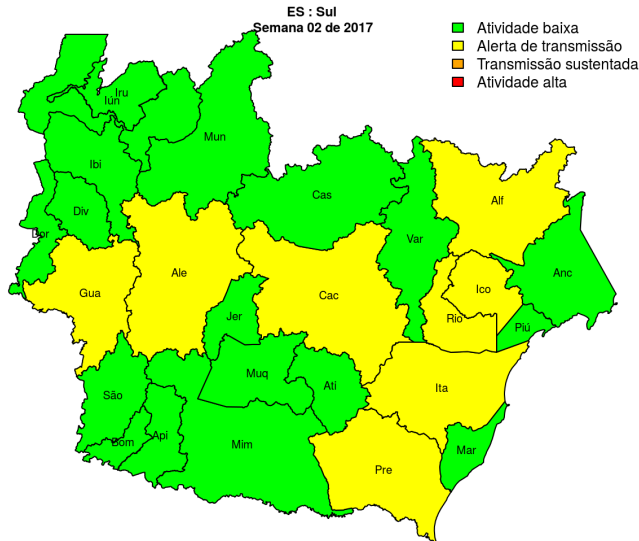 ES : Sul
Semana 02 de 2017
Atividade baixa
Alerta de transmissão
Transmissão sustentada
Atividade alta
Iru
Iún
Mun
Ibi
Cas
Alf
Div
Dor
Var
Ale
Anc
Gua
Cac
Ico
Jer
Rio
Piú
Muq
Ati
Ita
São
Bom
Api
Mim
Mar
Pre